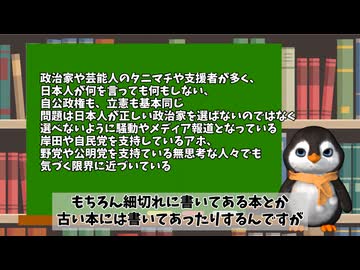 政治家や芸能人のタニマチや支援者が多く、
日本人が何を言っても何もしない、
自公政権も、立憲も基本同じ
問題は日本人が正しい政治家を選ばないのではなく
選べないように騒動やメディア報道となっている
岸田や自民党を支持しているアホ、
野党や公明党を支持している無思考な人々でも
気づく限界に近づいている
もちろん細切れに書いてある本とか
古い本には書いてあったりするんですが